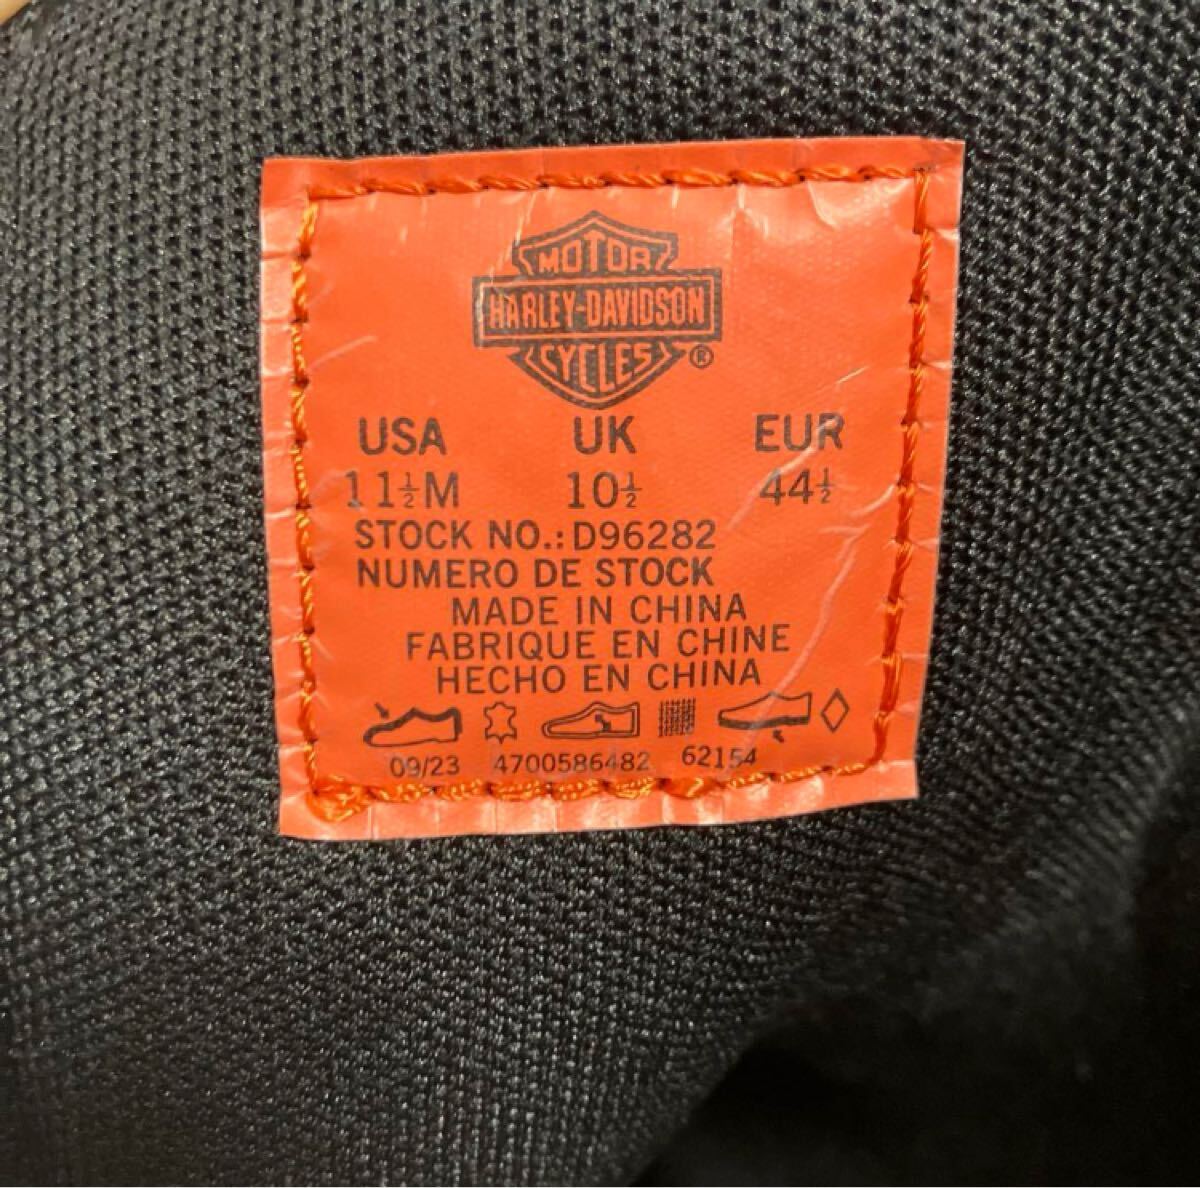 MOTOR
HARLEY-DAVIDSON
CYCLES ®
USA UK EUR
11½M 10½ 44½
STOCK NO.: D96282
NUMERO DE STOCK
MADE IN CHINA
FABRIQUE EN CHINE
HECHO EN CHINA
09/23 4700586482 62154